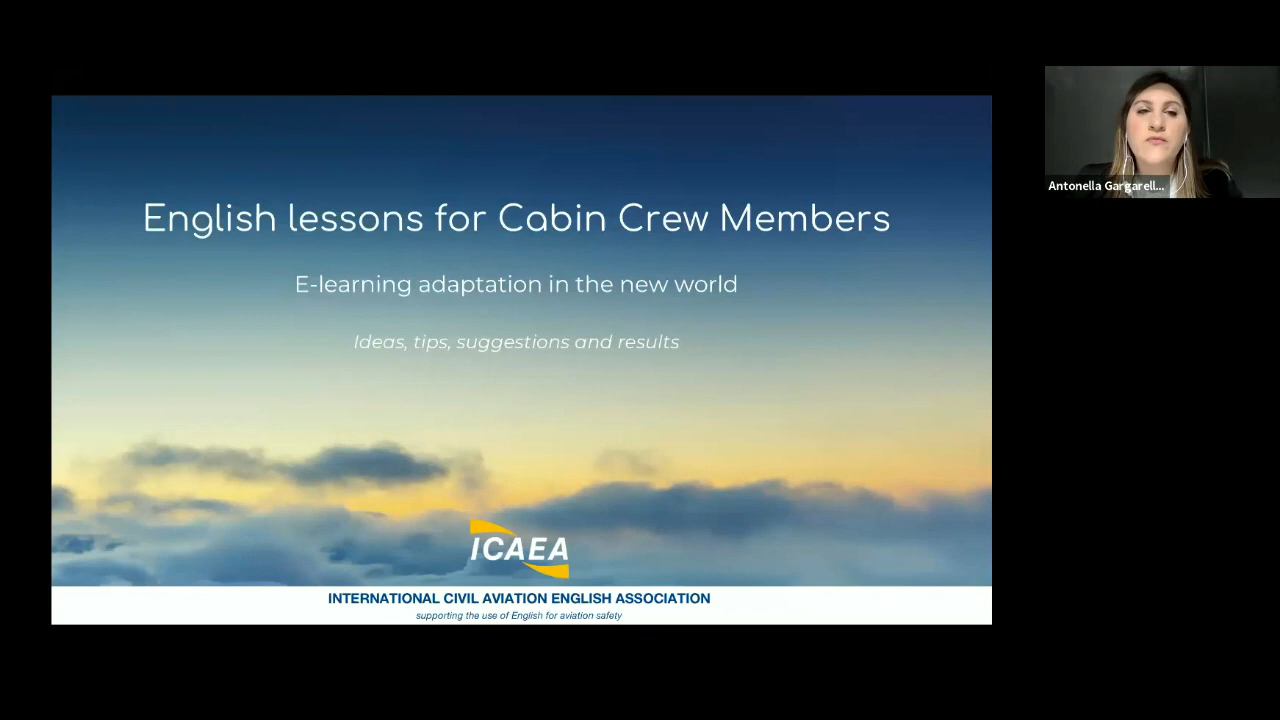 English lessons for Cabin Crew Members
E-learning adaptation in the new world
Ideas, tips, suggestions and results
ICAEA
INTERNATIONAL CIVIL AVIATION ENGLISH ASSOCIATION
supporting the use of English for aviation safety
Antonella Gargarell...